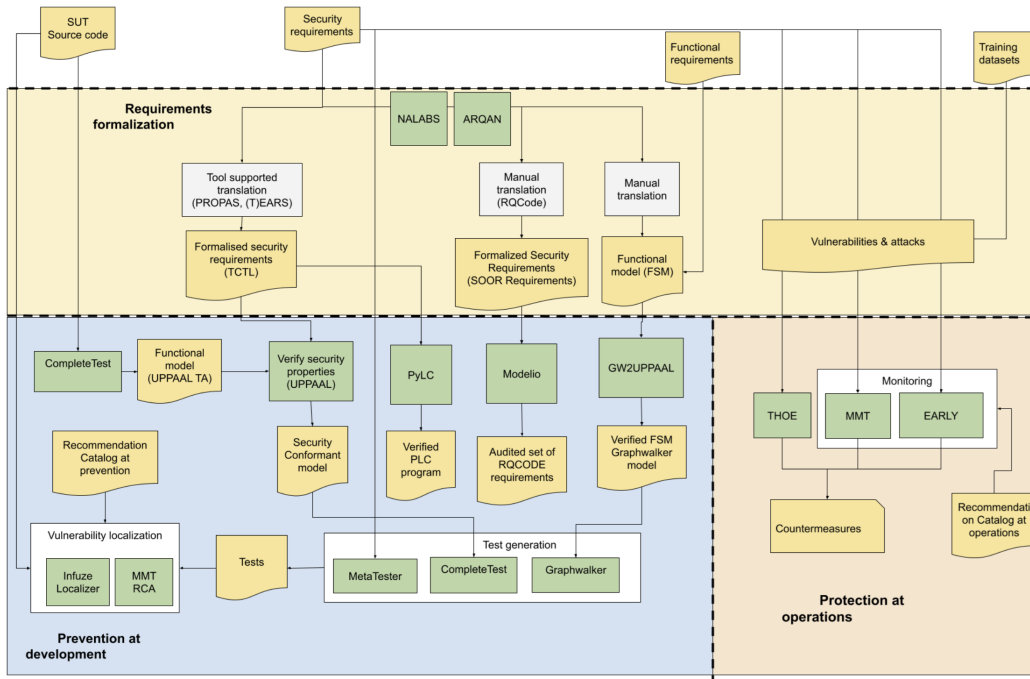 SUT
Source code
Security
requirements
Functional
requirements
Training
datasets
Requirements
formalization
NALABS
ARQAN
Tool supported
translation
(PROPAS, (T)EARS)
Manual
translation
(RQCode)
Manual
translation
Formalised security
requirements
(TCTL)
Formalized Security
Requirements
(SOOR Requirements)
Functional
model (FSM)
Vulnerabilities & attacks
CompleteTest
Functional
model
(UPPAAL TA)
Verify security
properties
(UPPAAL)
PyLC
Modelio
GW2UPPAAL
Monitoring
THOE
MMT
EARLY
Recommendation
Catalog at
prevention
Security
Conformant
model
Verified
PLC
program
Audited set of
RQCODE
requirements
Verified FSM
Graphwalker
model
Countermeasures
Recommendati
on Catalog at
operations
Vulnerability localization
Infuze
Localizer
MMT
RCA
Tests
Test generation
MetaTester
CompleteTest
Graphwalker
Prevention at
development
Protection at
operations